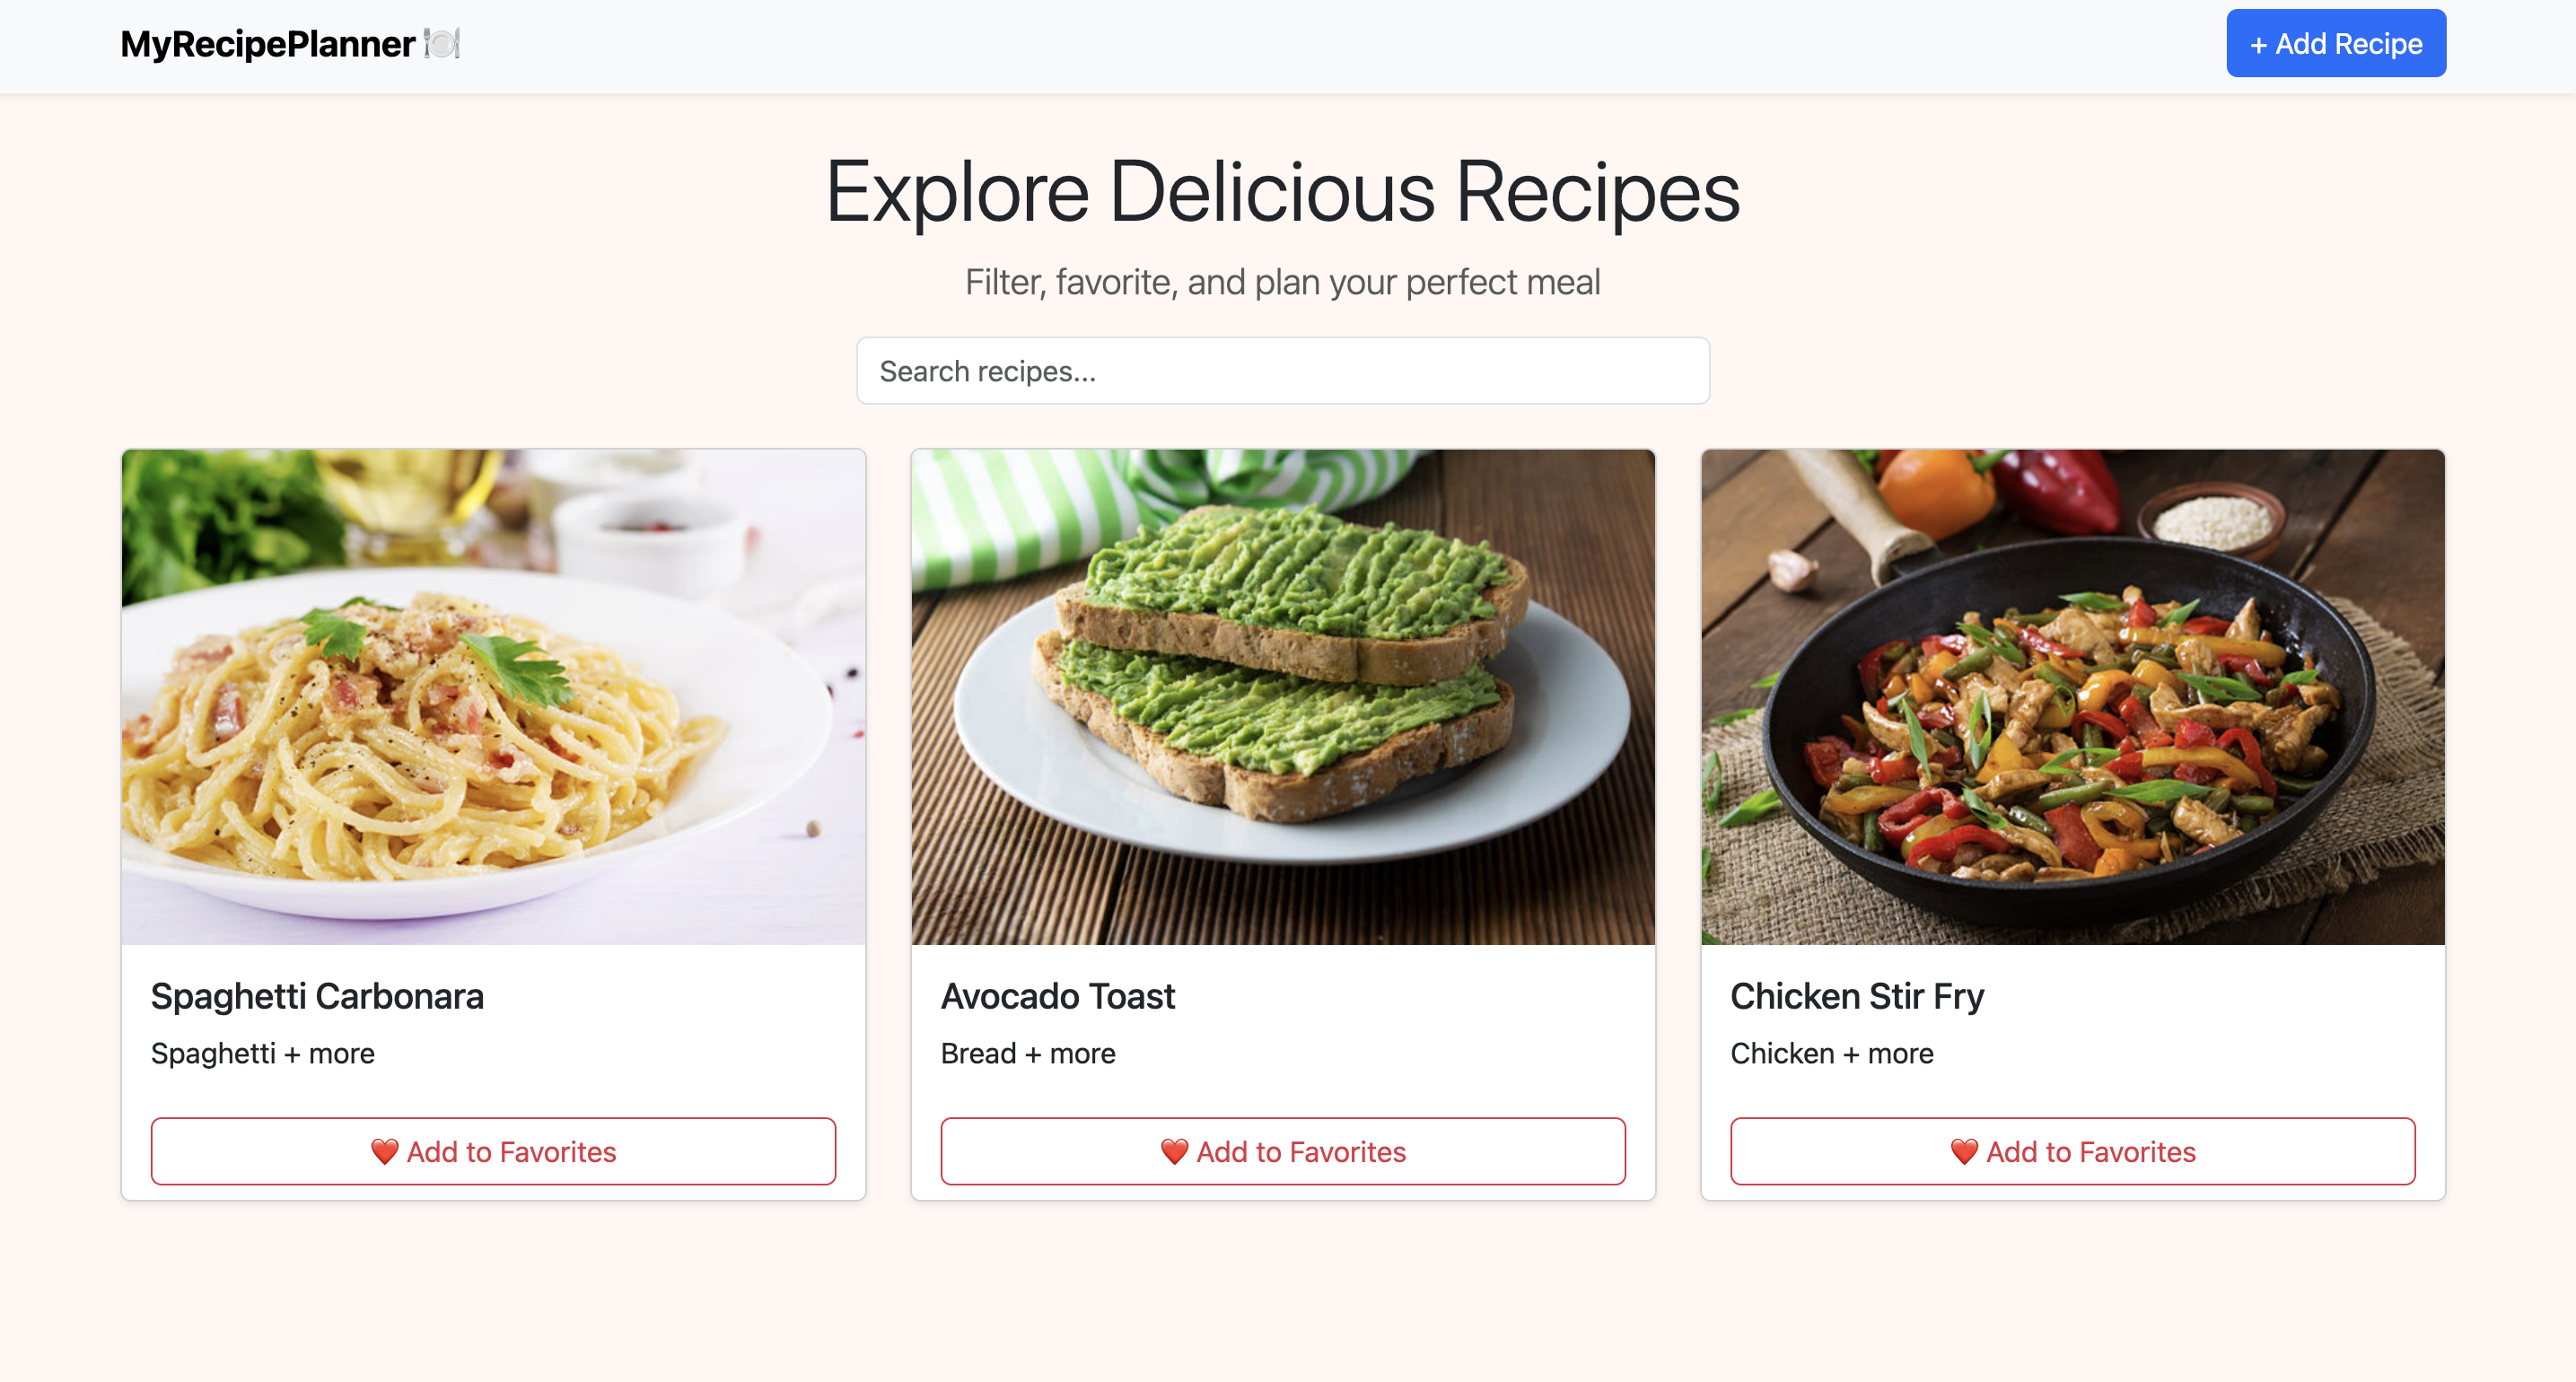 MyRecipePlanner 🍽️
+ Add Recipe
Explore Delicious Recipes
Filter, favorite, and plan your perfect meal
Search recipes...
Spaghetti Carbonara
Spaghetti + more
❤️ Add to Favorites
Avocado Toast
Bread + more
❤️ Add to Favorites
Chicken Stir Fry
Chicken + more
❤️ Add to Favorites